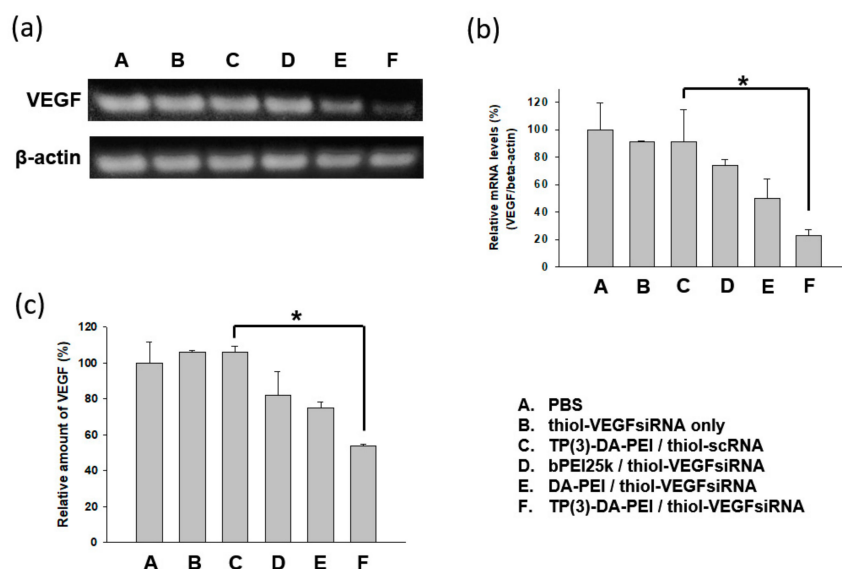 (a)
A B C D E F
VEGF
β-actin
(b)
Relative mRNA levels (%)
(VEGF/beta-actin)
120
100
80
60
40
20
0
*
A B C D E F
(c)
Relative amount of VEGF (%)
120
100
80
60
40
20
0
*
A B C D E F
A. PBS
B. thiol-VEGFsiRNA only
C. TP(3)-DA-PEI / thiol-scRNA
D. bPEI25k / thiol-VEGFsiRNA
E. DA-PEI / thiol-VEGFsiRNA
F. TP(3)-DA-PEI / thiol-VEGFsiRNA